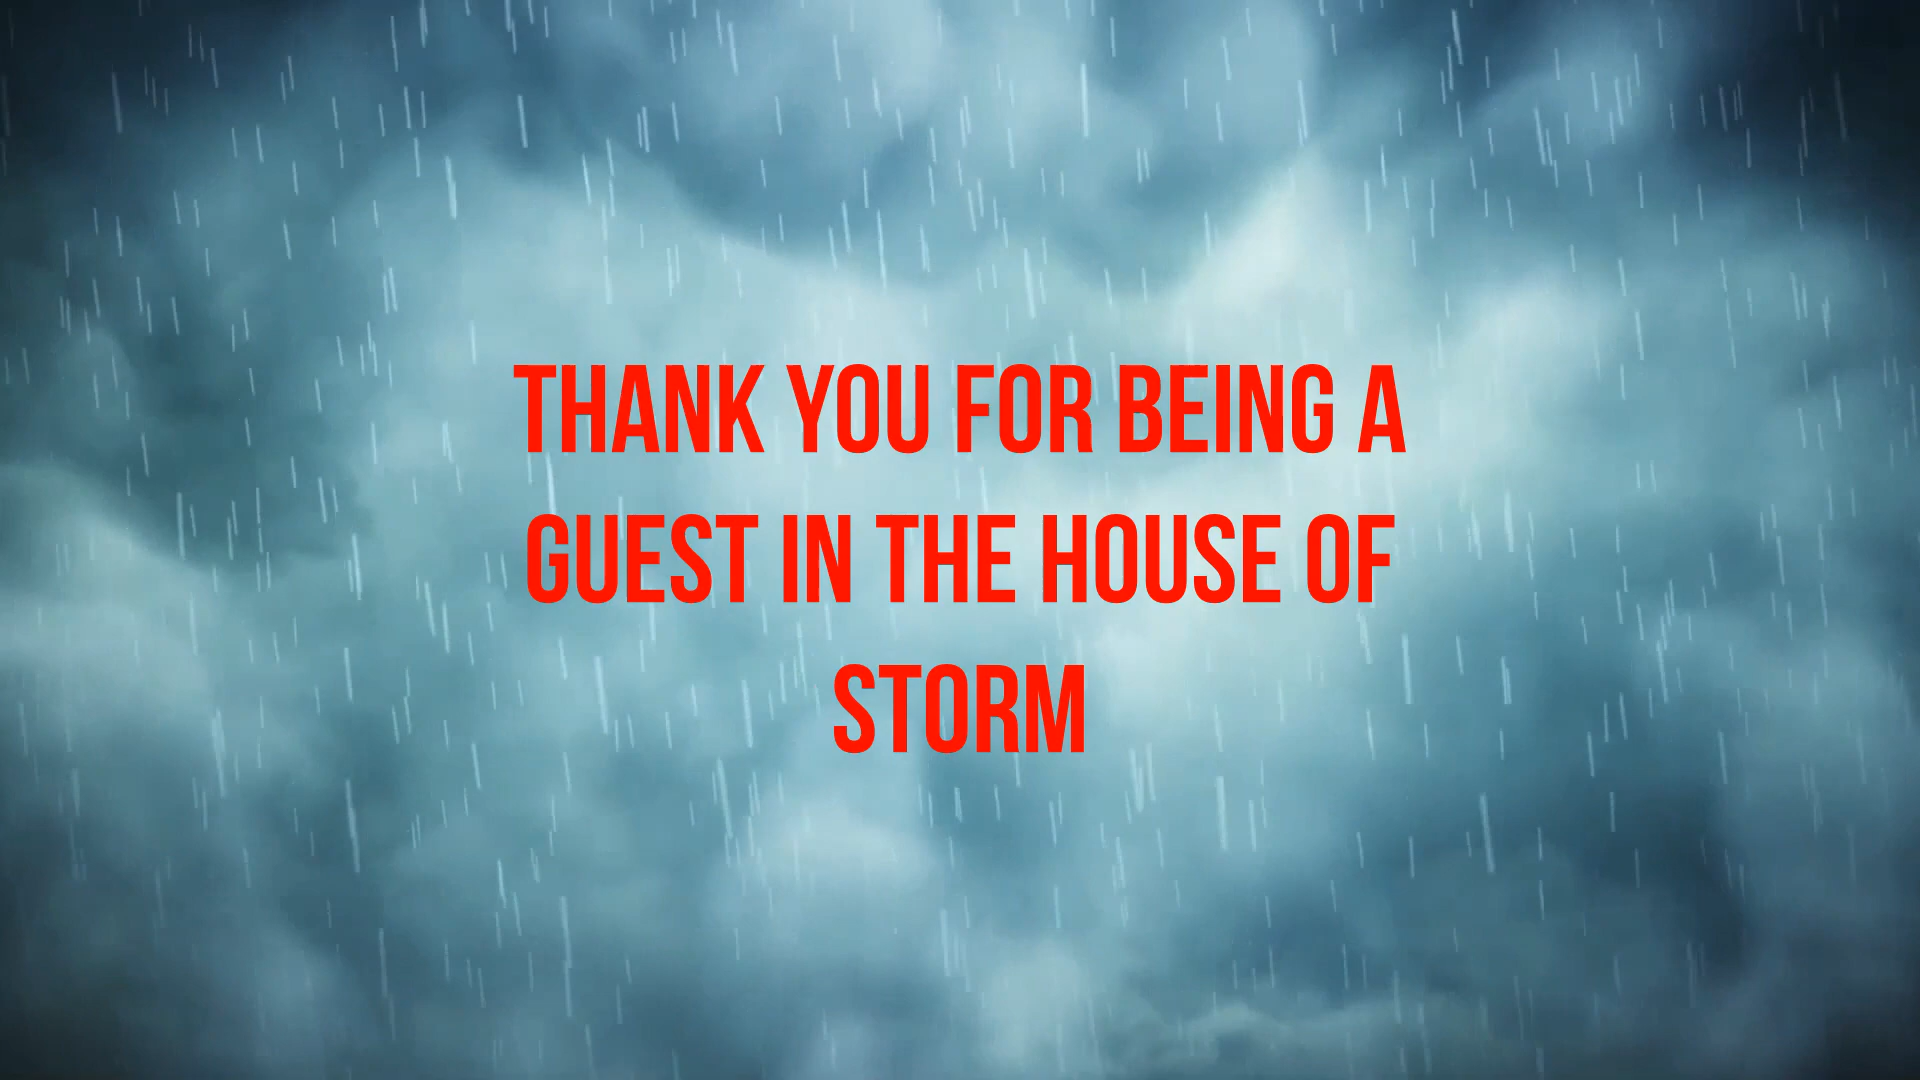 THANK YOU FOR BEING A
GUEST IN THE HOUSE OF
STORM